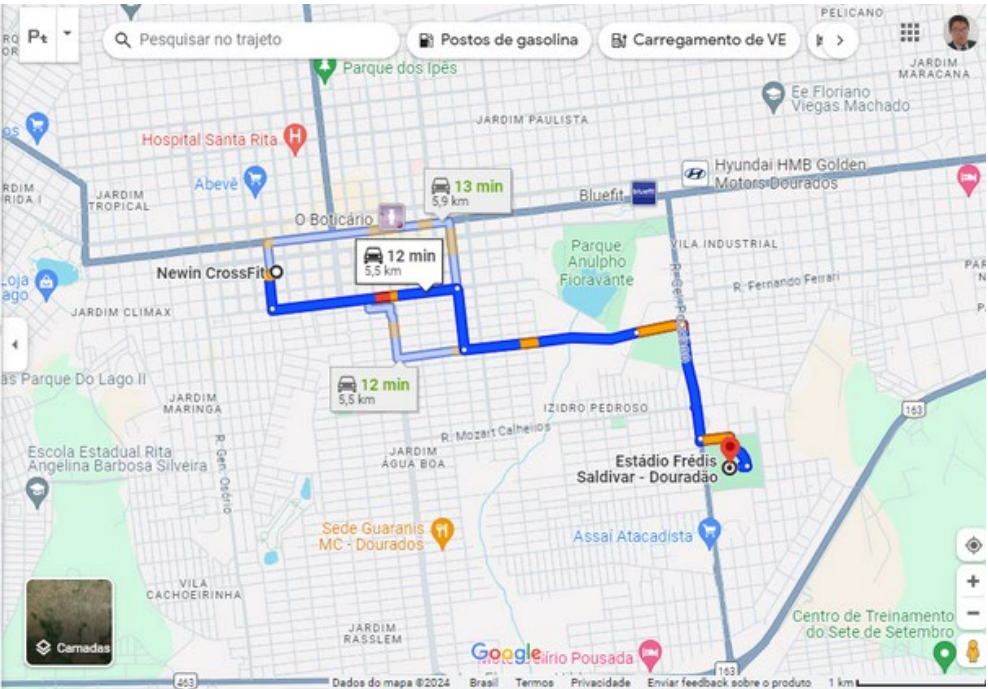 PELICANO
Pt
Pesquisar no trajeto
Postos de gasolina
Carregamento de VE
JARDIM
MARACANA
Parque dos Ipês
Ee Floriano
Viegas Machado
JARDIM PAULISTA
Hospital Santa Rita
H
Abevê
Hyundai HMB Golden
Motors Dourados
JARDIM
TROPICAL
13 min
5,9 km
Bluefit
bluefit
O Boticário
12 min
5,5 km
Parque
Anulpho
Fioravante
VILA INDUSTRIAL
Newin CrossFit
R. Fernando Ferrari
JARDIM CLIMAX
12 min
5,5 km
as Parque Do Lago II
JARDIM
MARINGA
IZIDRO PEDROSO
163
R. Mozart Calheiros
JARDIM
ÁGUA BOA
Escola Estadual Rita
Angelina Barbosa Silveira
R. Gen. Osório
Estádio Frédis
Saldivar - Douradão
Sede Guaranis
MC - Dourados
Assaí Atacadista
VILA
CACHOEIRINHA
Centro de Treinamento
do Sete de Setembro
JARDIM
RASSLEM
Camadas
Google
Pousada
163
463
Dados do mapa ©2024
Brasil
Termos
Privacidade
Enviar feedback sobre o produto
1 km